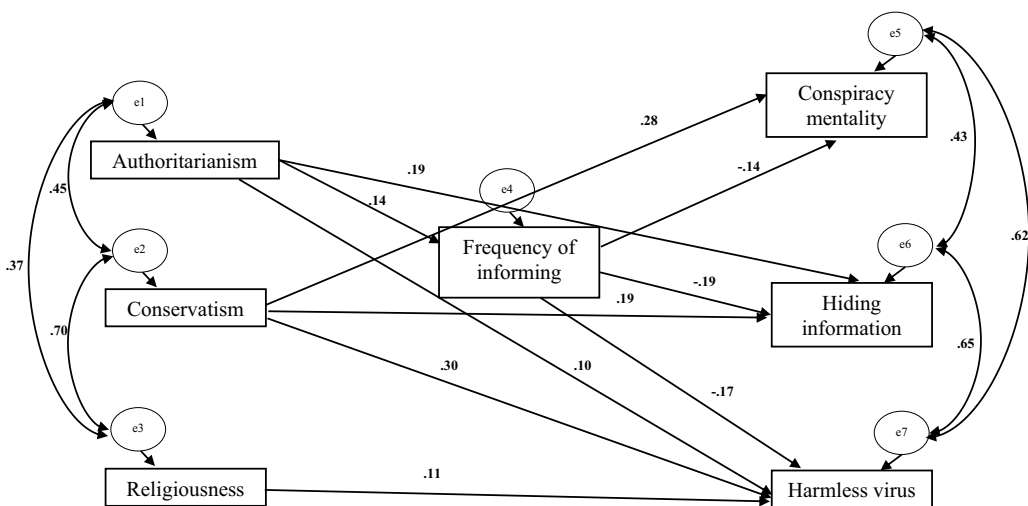 e5
Conspiracy
mentality
e1
.28
Authoritarianism
.43
.19
-.14
e4
.45
.14
Frequency of
informing
e2
e6
.62
.37
-.19
Conservatism
.19
Hiding
information
.70
.65
.30
.10
-.17
e3
e7
Religiousness
.11
Harmless virus